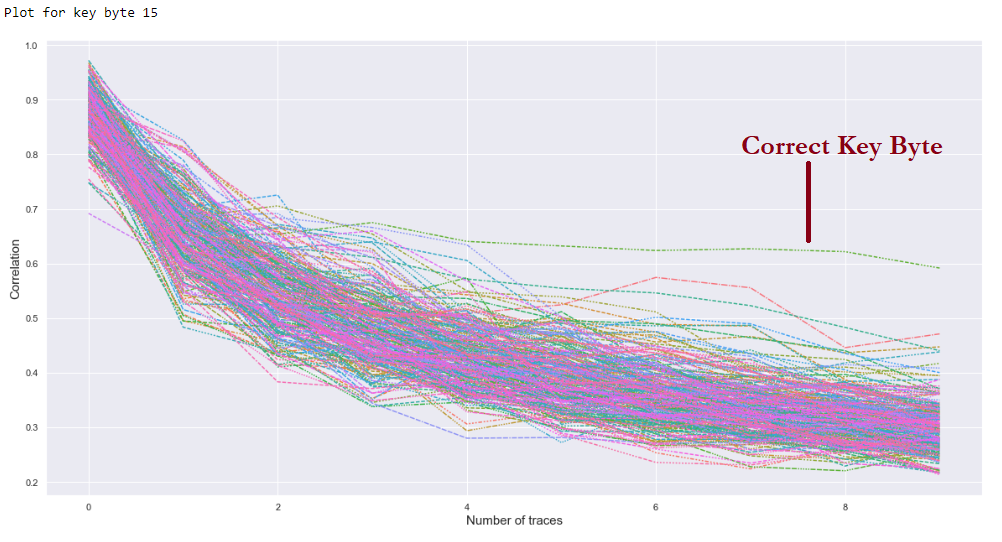 Plot for key byte 15
1.0
0.9
0.8
Correct Key Byte
0.7
0.6
0.5
0.4
0.3
0.2
Correlation
0 2 4 6 8
Number of traces